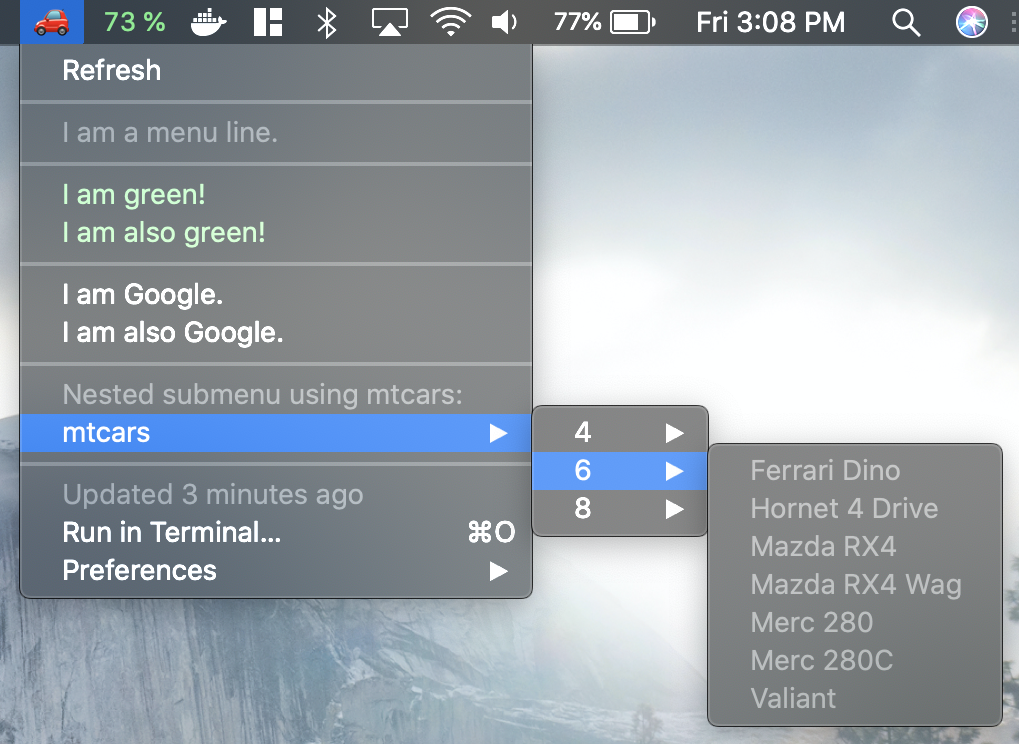 73 %
77%
Fri 3:08 PM
Refresh
I am a menu line.
I am green!
I am also green!
I am Google.
I am also Google.
Nested submenu using mtcars:
mtcars
4
6
8
Ferrari Dino
Hornet 4 Drive
Mazda RX4
Mazda RX4 Wag
Merc 280
Merc 280C
Valiant
Updated 3 minutes ago
Run in Terminal... ⌘O
Preferences